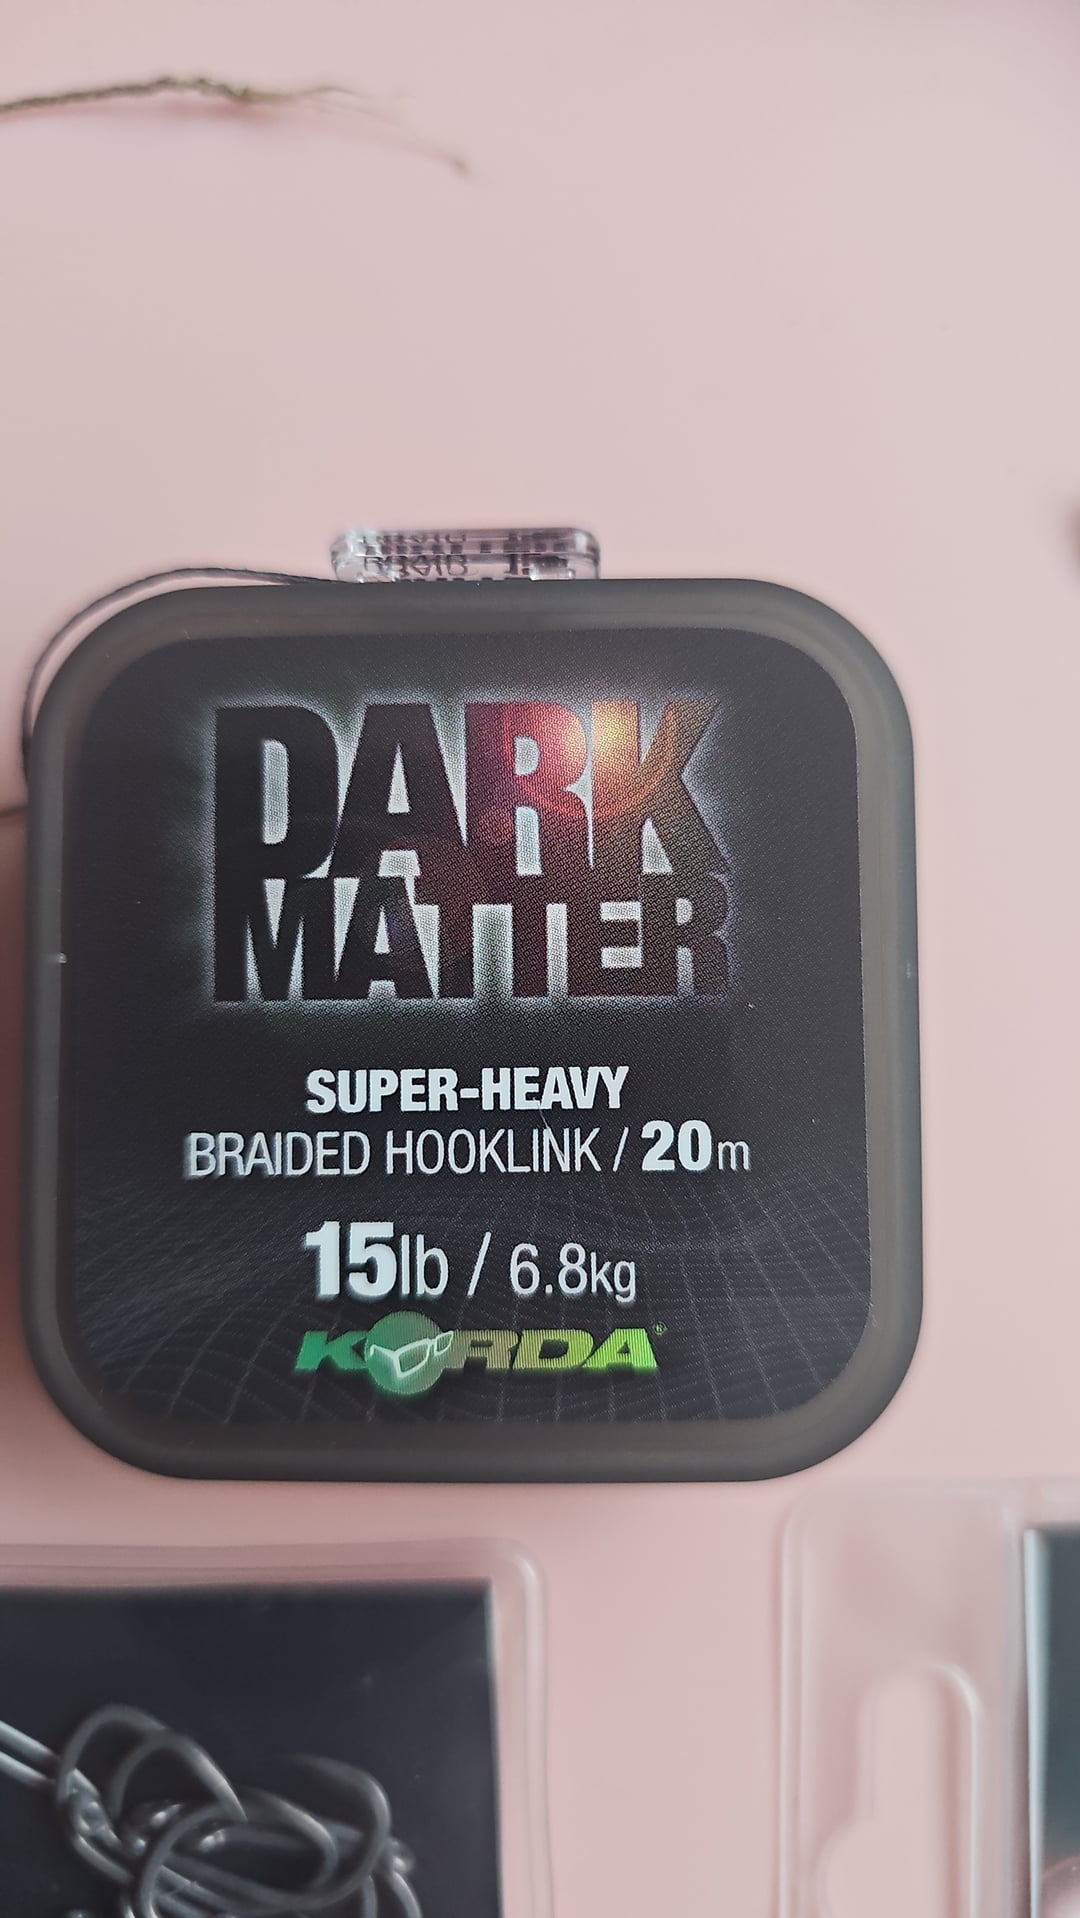 DARK
MATTER
SUPER-HEAVY
BRAIDED HOOKLINK / 20m
15lb / 6.8kg
KORDA®